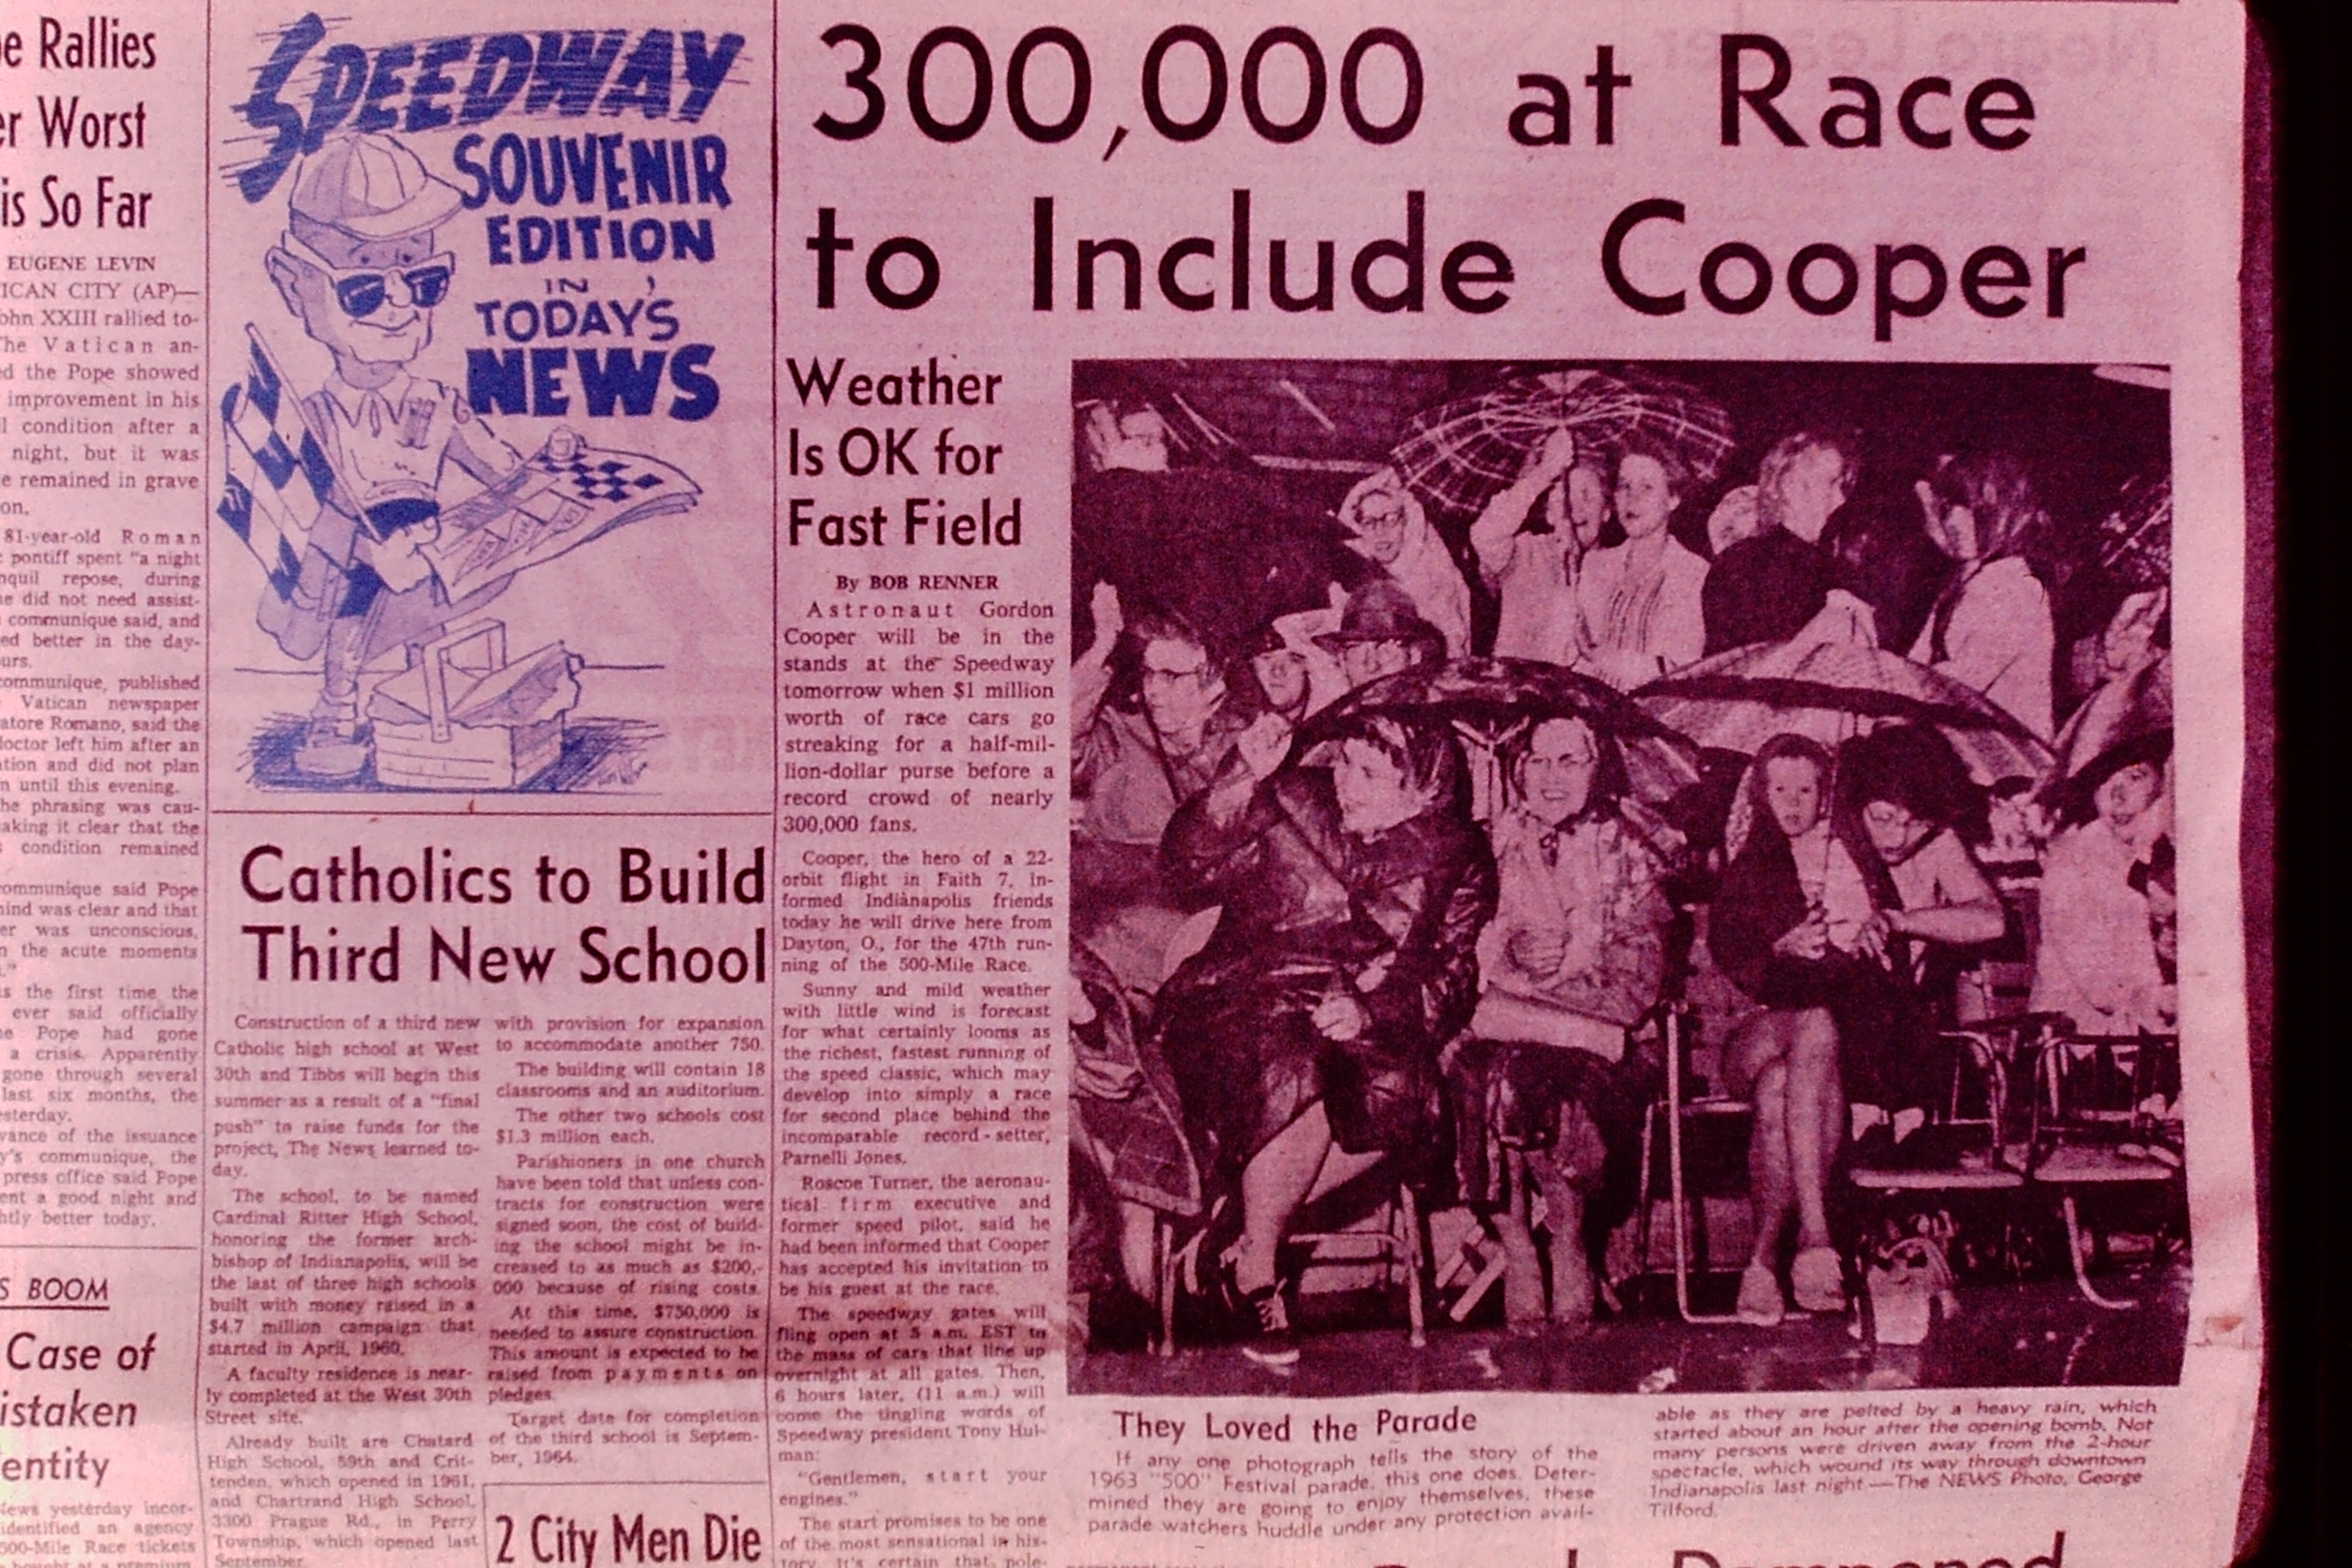 e Rallies
er Worst
is So Far
EUGENE LEVIN
ICAN CITY (AP)—
ohn XXIII rallied to-
he Vatican an-
ed the Pope showed
improvement in his
l condition after a
night, but it was
e remained in grave
on.
81-year-old Roman
pontiff spent "a night
nquil repose, during
he did not need assist-
communique said, and
ed better in the day-
urs.
communique, published
Vatican newspaper
atore Romano, said the
doctor left him after an
ation and did not plan
n until this evening.
he phrasing was cau-
aking it clear that the
condition remained
communique said Pope
mind was clear and that
er was unconscious,
n the acute moments
."
s the first time the
ever said officially
e Pope had gone
a crisis. Apparently
gone through several
last six months, the
esterday.
vance of the issuance
y's communique, the
press office said Pope
ent a good night and
htly better today.
S BOOM
Case of
istaken
entity
News yesterday incor-
identified an agency
500-Mile Race tickets
bought at a premium
SPEEDWAY
SOUVENIR
EDITION
IN
TODAY'S
NEWS
Catholics to Build
Third New School
Construction of a third new
Catholic high school at West
30th and Tibbs will begin this
summer as a result of a "final
push" to raise funds for the
project, The News learned to-
day.
The school, to be named
Cardinal Ritter High School,
honoring the former arch-
bishop of Indianapolis, will be
the last of three high schools
built with money raised in a
$4.7 million campaign that
started in April, 1960.
A faculty residence is near-
ly completed at the West 30th
Street site.
Already built are Chatard
High School, 59th and Crit-
tenden, which opened in 1961,
and Chartrand High School,
3300 Prague Rd., in Perry
Township, which opened last
September.
with provision for expansion
to accommodate another 750.
The building will contain 18
classrooms and an auditorium.
The other two schools cost
$1.3 million each.
Parishioners in one church
have been told that unless con-
tracts for construction were
signed soon, the cost of build-
ing the school might be in-
creased to as much as $200,-
000 because of rising costs.
At this time, $750,000 is
needed to assure construction.
This amount is expected to be
raised from payments on
pledges.
Target date for completion
of the third school is Septem-
ber, 1964.
2 City Men Die
300,000 at Race
to Include Cooper
Weather
Is OK for
Fast Field
By BOB RENNER
Astronaut Gordon
Cooper will be in the
stands at the Speedway
tomorrow when $1 million
worth of race cars go
streaking for a half-mil-
lion-dollar purse before a
record crowd of nearly
300,000 fans.
Cooper, the hero of a 22-
orbit flight in Faith 7, in-
formed Indianapolis friends
today he will drive here from
Dayton, O., for the 47th run-
ning of the 500-Mile Race.
Sunny and mild weather
with little wind is forecast
for what certainly looms as
the richest, fastest running of
the speed classic, which may
develop into simply a race
for second place behind the
incomparable record-setter,
Parnelli Jones.
Roscoe Turner, the aeronau-
tical firm executive and
former speed pilot, said he
had been informed that Cooper
has accepted his invitation to
be his guest at the race.
The speedway gates will
fling open at 5 a.m. EST to
the mass of cars that line up
overnight at all gates. Then,
6 hours later, (11 a.m.) will
come the tingling words of
Speedway president Tony Hul-
man:
"Gentlemen, start your
engines."
The start promises to be one
of the most sensational in his-
tory. It's certain that pole-
They Loved the Parade
If any one photograph tells the story of the
1963 "500" Festival parade, this one does. Deter-
mined they are going to enjoy themselves, these
parade watchers huddle under any protection avail-
able as they are pelted by a heavy rain, which
started about an hour after the opening bomb. Not
many persons were driven away from the 2-hour
spectacle, which wound its way through downtown
Indianapolis last night—The NEWS Photo, George
Tilford.
Dampened